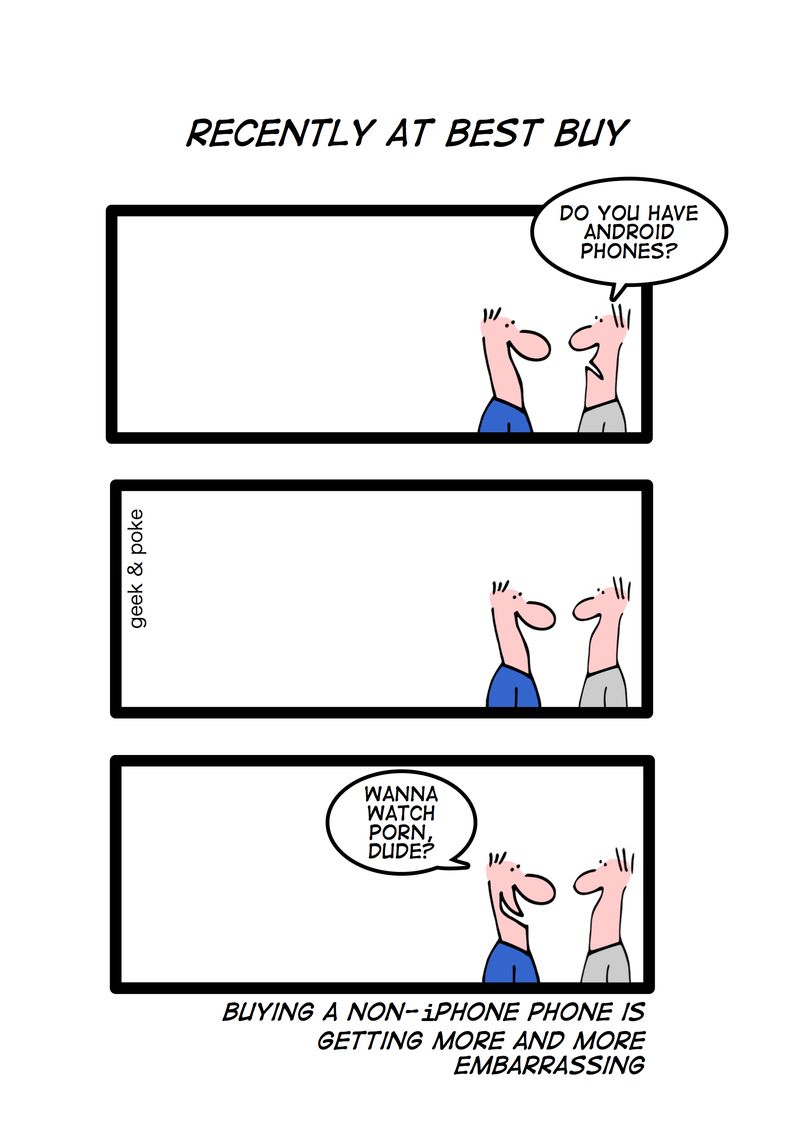 RECENTLY AT BEST BUY
DO YOU HAVE
ANDROID
PHONES?
geek & poke
WANNA
WATCH
PORN,
DUDE?
BUYING A NON-iPHONE PHONE IS
GETTING MORE AND MORE
EMBARRASSING